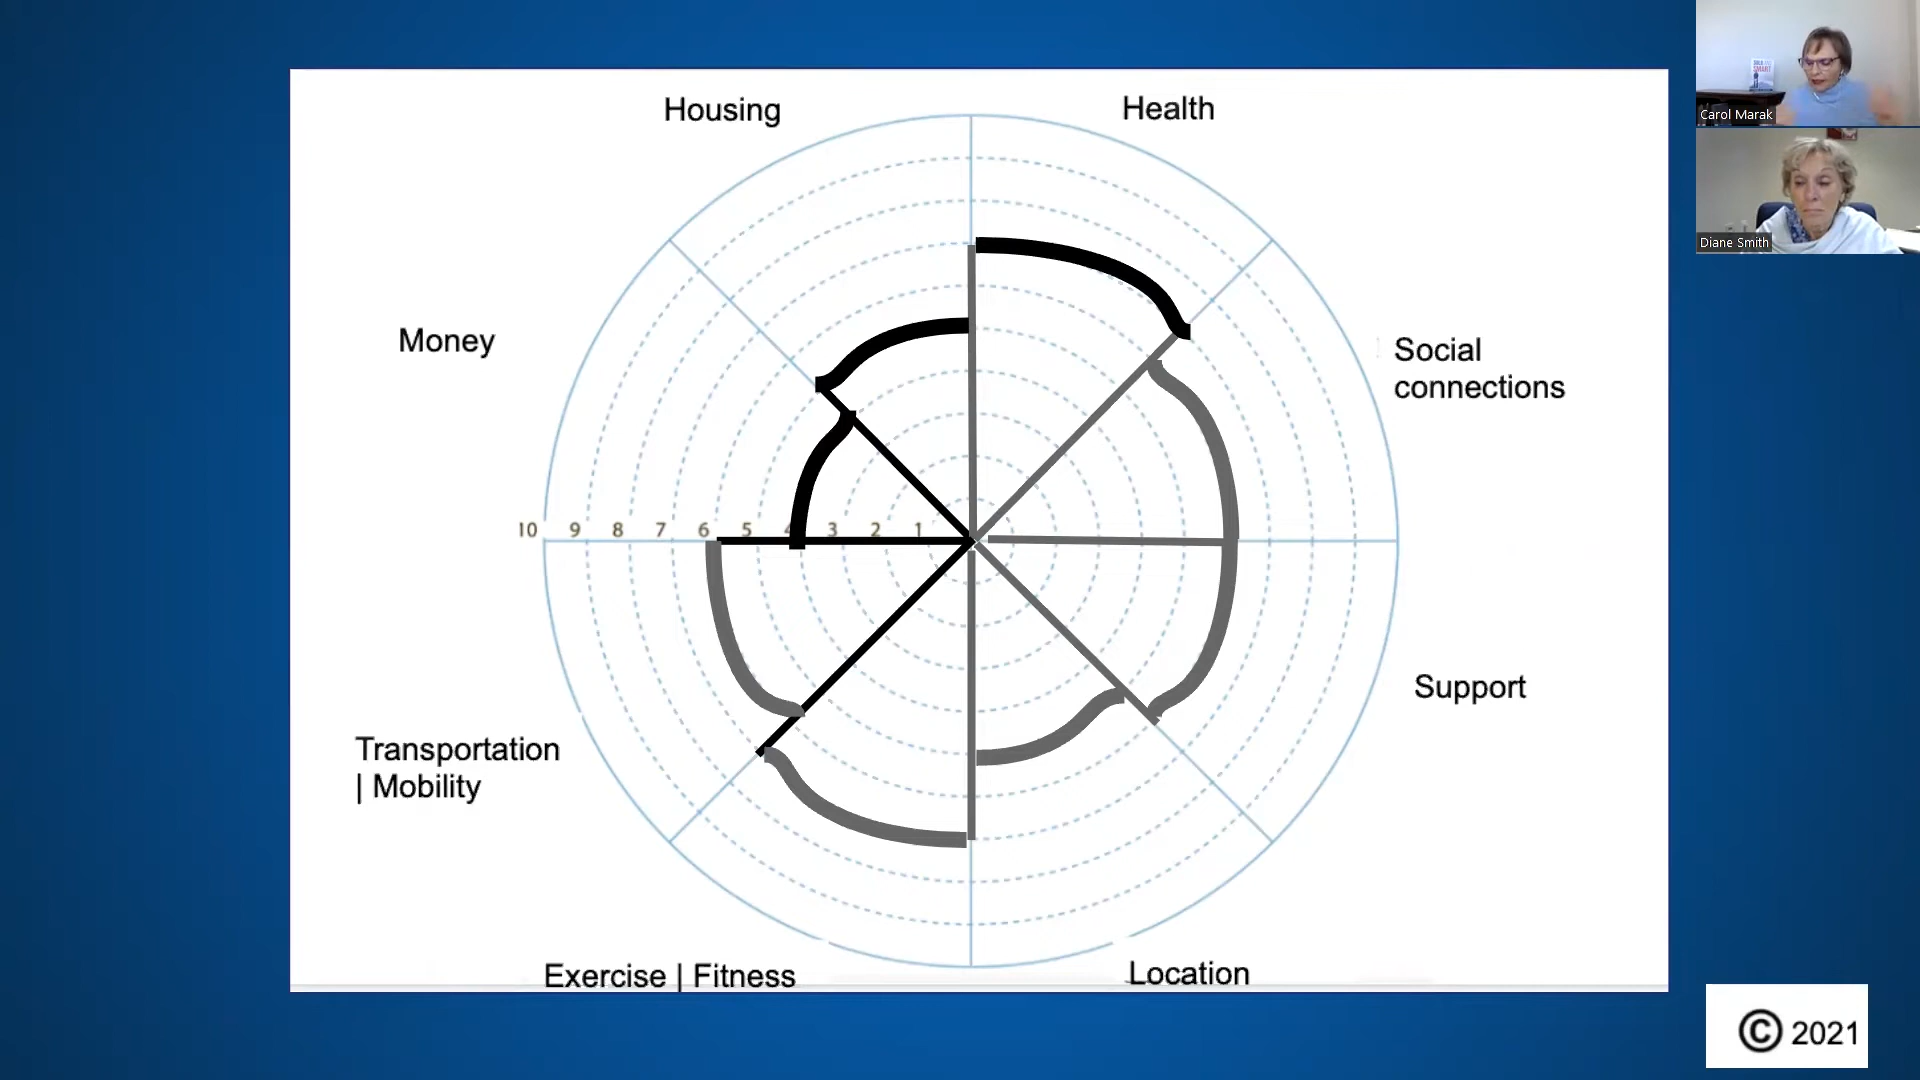 Housing
Health
Money
Social
connections
10 9 8 7 6 5 4 3 2 1
Support
Transportation
| Mobility
Exercise | Fitness
Location
Carol Marak
Diane Smith
© 2021